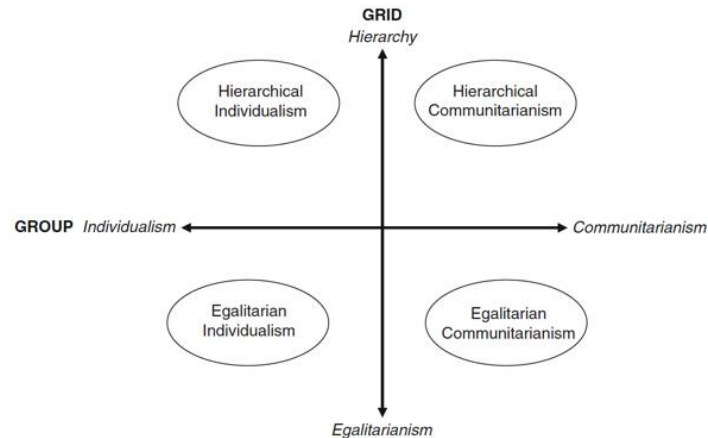 GRID
Hierarchy
Hierarchical
Individualism
Hierarchical
Communitarianism
GROUP Individualism
Communitarianism
Egalitarian
Individualism
Egalitarian
Communitarianism
Egalitarianism